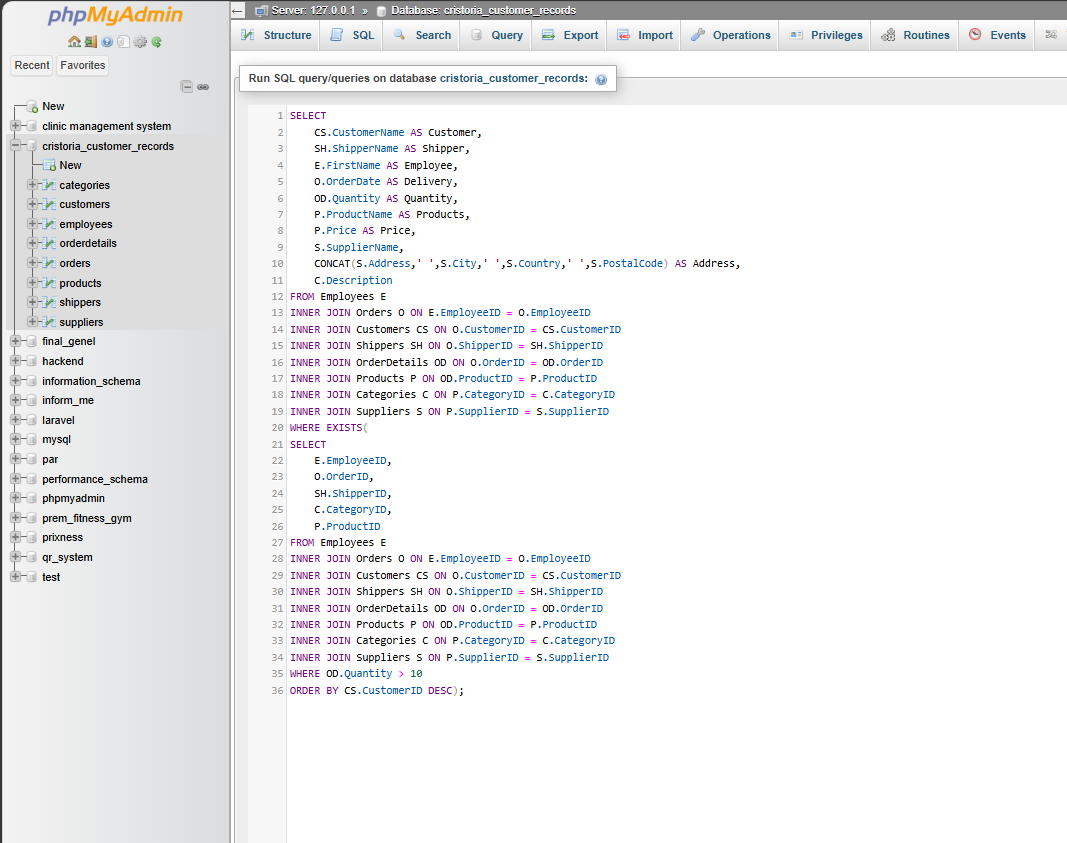 phpMyAdmin
Recent Favorites
New
clinic management system
cristoria_customer_records
New
categories
customers
employees
orderdetails
orders
products
shippers
suppliers
final_genel
hackend
information_schema
inform_me
laravel
mysql
par
performance_schema
phpmyadmin
prem_fitness_gym
prixness
qr_system
test
Server: 127.0.0.1 » Database: cristoria_customer_records
Structure SQL Search Query Export Import Operations Privileges Routines Events
Run SQL query/queries on database cristoria_customer_records:
1 SELECT
2 CS.CustomerName AS Customer,
3 SH.ShipperName AS Shipper,
4 E.FirstName AS Employee,
5 O.OrderDate AS Delivery,
6 OD.Quantity AS Quantity,
7 P.ProductName AS Products,
8 P.Price AS Price,
9 S.SupplierName,
10 CONCAT(S.Address,' ',S.City,' ',S.Country,' ',S.PostalCode) AS Address,
11 C.Description
12 FROM Employees E
13 INNER JOIN Orders O ON E.EmployeeID = O.EmployeeID
14 INNER JOIN Customers CS ON O.CustomerID = CS.CustomerID
15 INNER JOIN Shippers SH ON O.ShipperID = SH.ShipperID
16 INNER JOIN OrderDetails OD ON O.OrderID = OD.OrderID
17 INNER JOIN Products P ON OD.ProductID = P.ProductID
18 INNER JOIN Categories C ON P.CategoryID = C.CategoryID
19 INNER JOIN Suppliers S ON P.SupplierID = S.SupplierID
20 WHERE EXISTS(
21 SELECT
22 E.EmployeeID,
23 O.OrderID,
24 SH.ShipperID,
25 C.CategoryID,
26 P.ProductID
27 FROM Employees E
28 INNER JOIN Orders O ON E.EmployeeID = O.EmployeeID
29 INNER JOIN Customers CS ON O.CustomerID = CS.CustomerID
30 INNER JOIN Shippers SH ON O.ShipperID = SH.ShipperID
31 INNER JOIN OrderDetails OD ON O.OrderID = OD.OrderID
32 INNER JOIN Products P ON OD.ProductID = P.ProductID
33 INNER JOIN Categories C ON P.CategoryID = C.CategoryID
34 INNER JOIN Suppliers S ON P.SupplierID = S.SupplierID
35 WHERE OD.Quantity > 10
36 ORDER BY CS.CustomerID DESC);